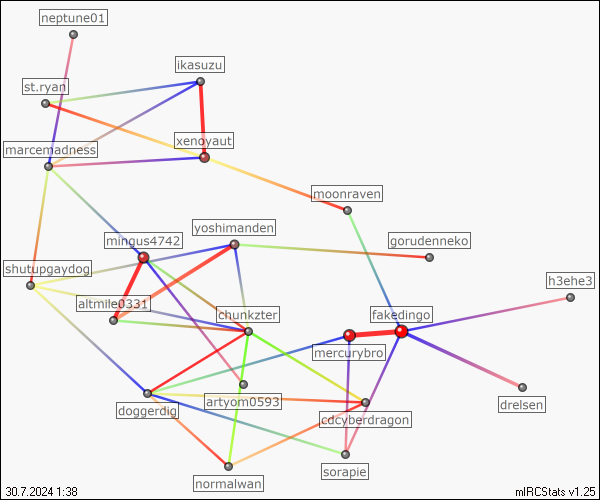 neptune01
ikasuzu
st.ryan
xenoyaut
marcemadness
moonraven
yoshimanden
mingus4742
gorudenneko
shutupgaydog
h3ehe3
altmile0331
chunkzter
fakedingo
mercurybro
artyom0593
drelsen
doggerdig
cdcyberdragon
sorapie
normalwan
30.7.2024 1:38
mIRCStats v1.25